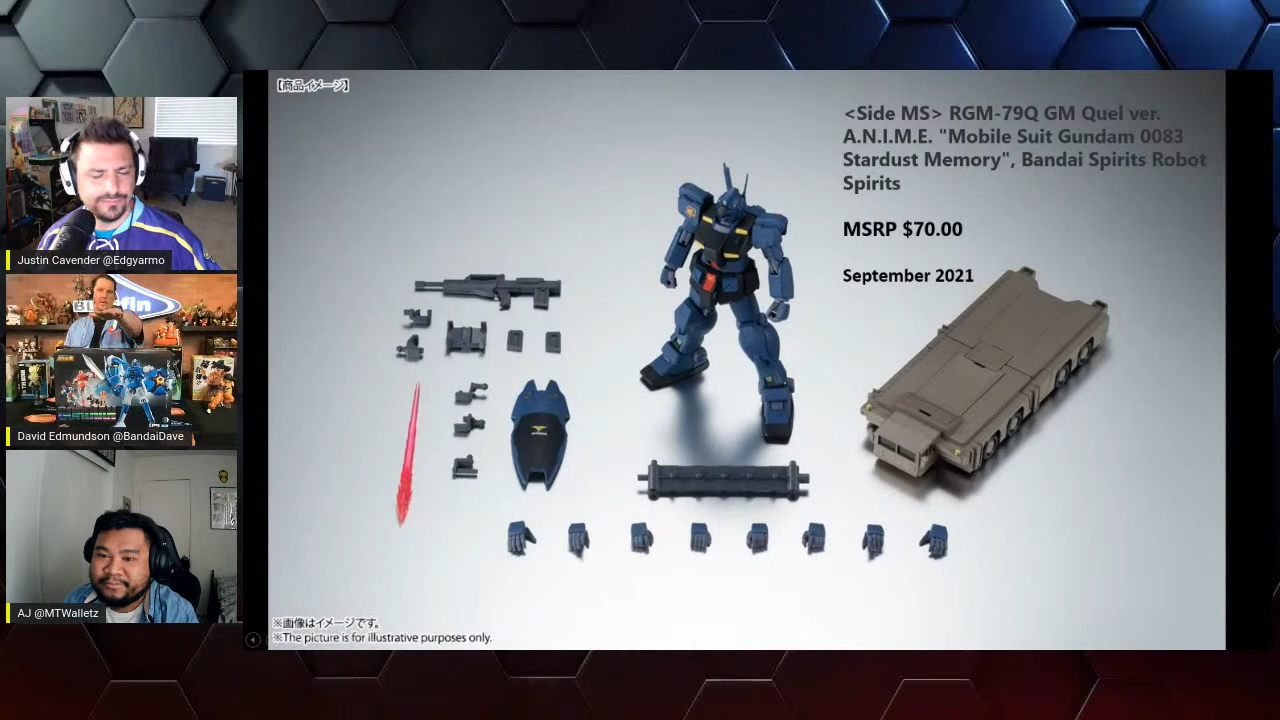 【商品イメージ】
<Side MS> RGM-79Q GM Quel ver.
A.N.I.M.E. "Mobile Suit Gundam 0083
Stardust Memory", Bandai Spirits Robot
Spirits
MSRP $70.00
September 2021
Justin Cavender @Edgyarmo
David Edmundson @BandaiDave
AJ @MTWalletz
※画像はイメージです。
※The picture is for illustrative purposes only.